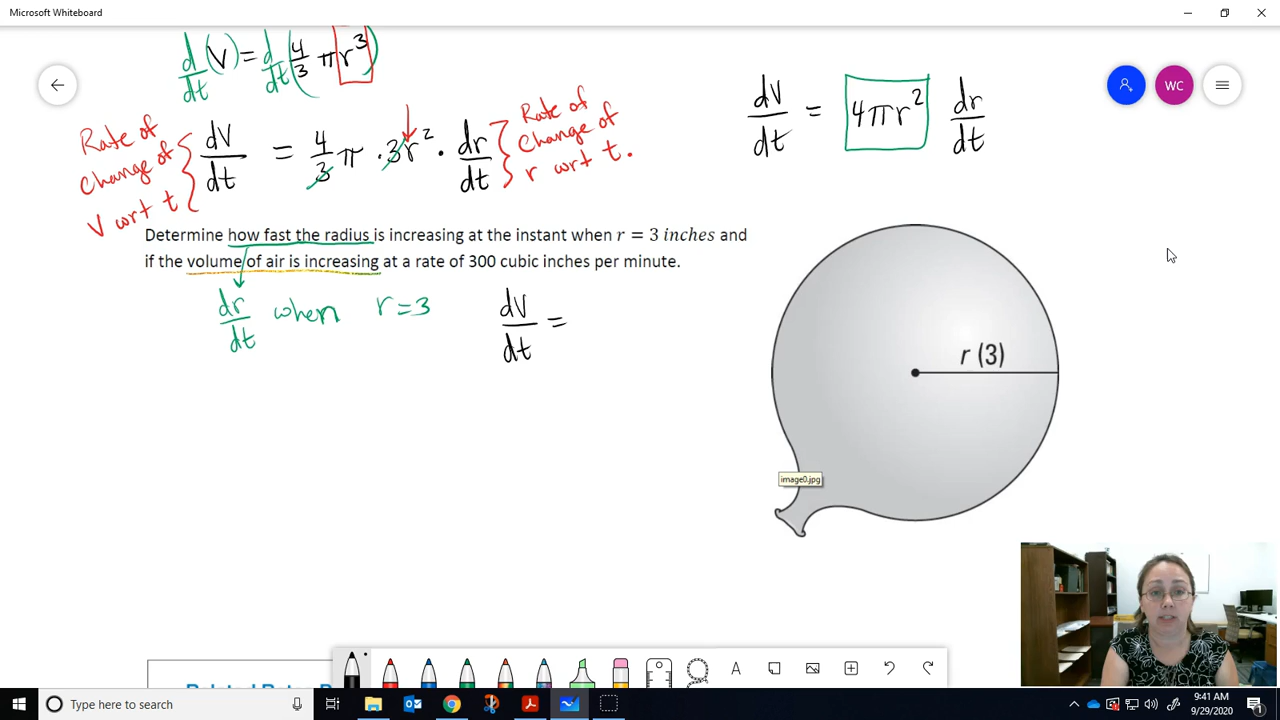 Microsoft Whiteboard
d/dt (V) = d/dt (4/3 πr³)
Rate of
change of
V wrt t
dV/dt = 4/3 π · 3r² · dr/dt
Rate of
change of
r wrt t.
dV/dt = 4πr² dr/dt
WC
Determine how fast the radius is increasing at the instant when r = 3 inches and
if the volume of air is increasing at a rate of 300 cubic inches per minute.
dr/dt when r = 3
dV/dt =
r (3)
image0.jpg
Type here to search
9:41 AM
9/29/2020